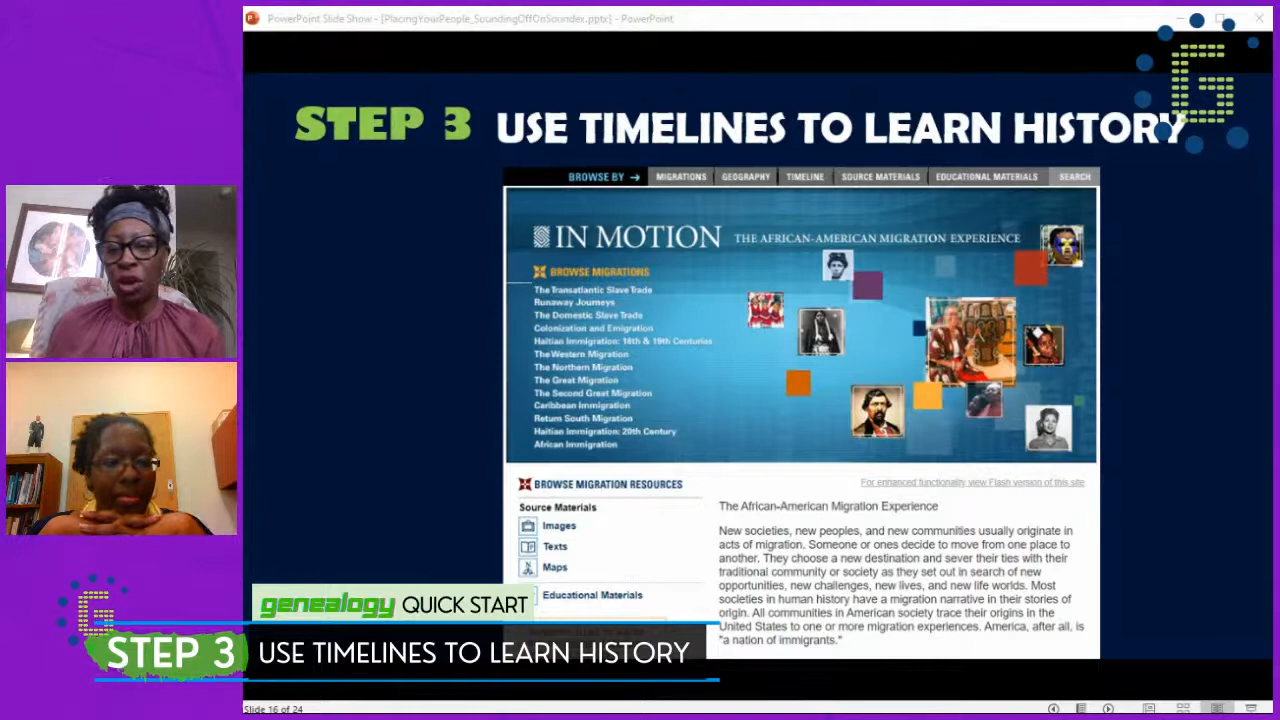 PowerPoint Slide Show - [PlacingYourPeople_SoundingOffOnSoundex.pptx] - PowerPoint
STEP 3 USE TIMELINES TO LEARN HISTORY
BROWSE BY → MIGRATIONS GEOGRAPHY TIMELINE SOURCE MATERIALS EDUCATIONAL MATERIALS SEARCH
IN MOTION THE AFRICAN-AMERICAN MIGRATION EXPERIENCE
BROWSE MIGRATIONS
The Transatlantic Slave Trade
Runaway Journeys
The Domestic Slave Trade
Colonization and Emigration
Haitian Immigration: 18th & 19th Centuries
The Western Migration
The Northern Migration
The Great Migration
The Second Great Migration
Caribbean Immigration
Return South Migration
Haitian Immigration: 20th Century
African Immigration
BROWSE MIGRATION RESOURCES
Source Materials
Images
Texts
Maps
Educational Materials
For enhanced functionality view Flash version of this site
The African-American Migration Experience
New societies, new peoples, and new communities usually originate in
acts of migration. Someone or ones decide to move from one place to
another. They choose a new destination and sever their ties with their
traditional community or society as they set out in search of new
opportunities, new challenges, new lives, and new life worlds. Most
societies in human history have a migration narrative in their stories of
origin. All communities in American society trace their origins in the
United States to one or more migration experiences. America, after all, is
"a nation of immigrants."
genealogy QUICK START
STEP 3 USE TIMELINES TO LEARN HISTORY
Slide 16 of 24